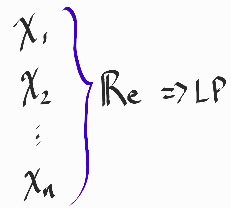 x₁
x₂
⋮
xₙ
} ℝe => LP